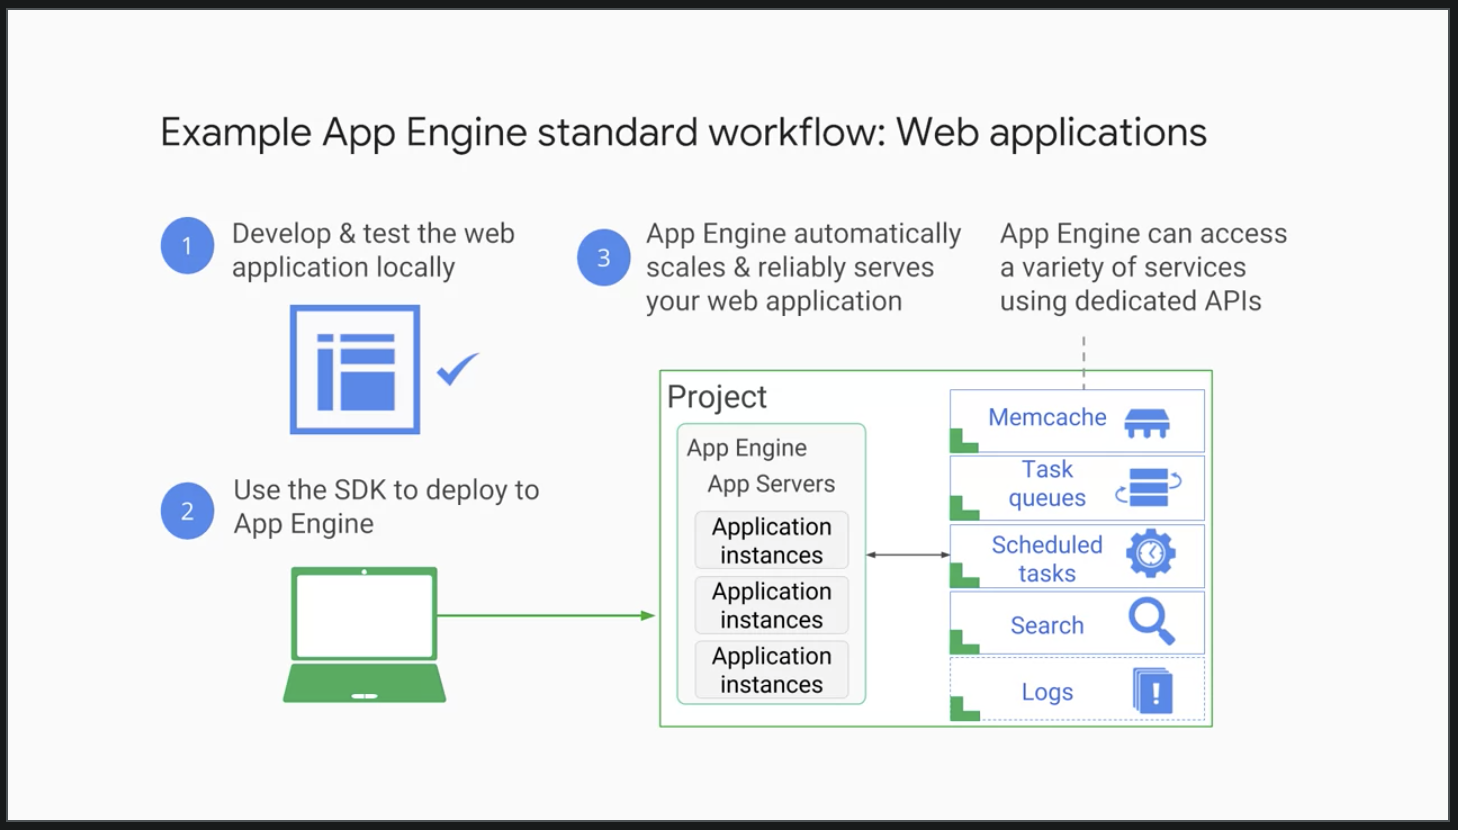 Example App Engine standard workflow: Web applications
1
Develop & test the web
application locally
2
Use the SDK to deploy to
App Engine
3
App Engine automatically
scales & reliably serves
your web application
App Engine can access
a variety of services
using dedicated APIs
Project
App Engine
App Servers
Application
instances
Application
instances
Application
instances
Memcache
Task
queues
Scheduled
tasks
Search
Logs
!